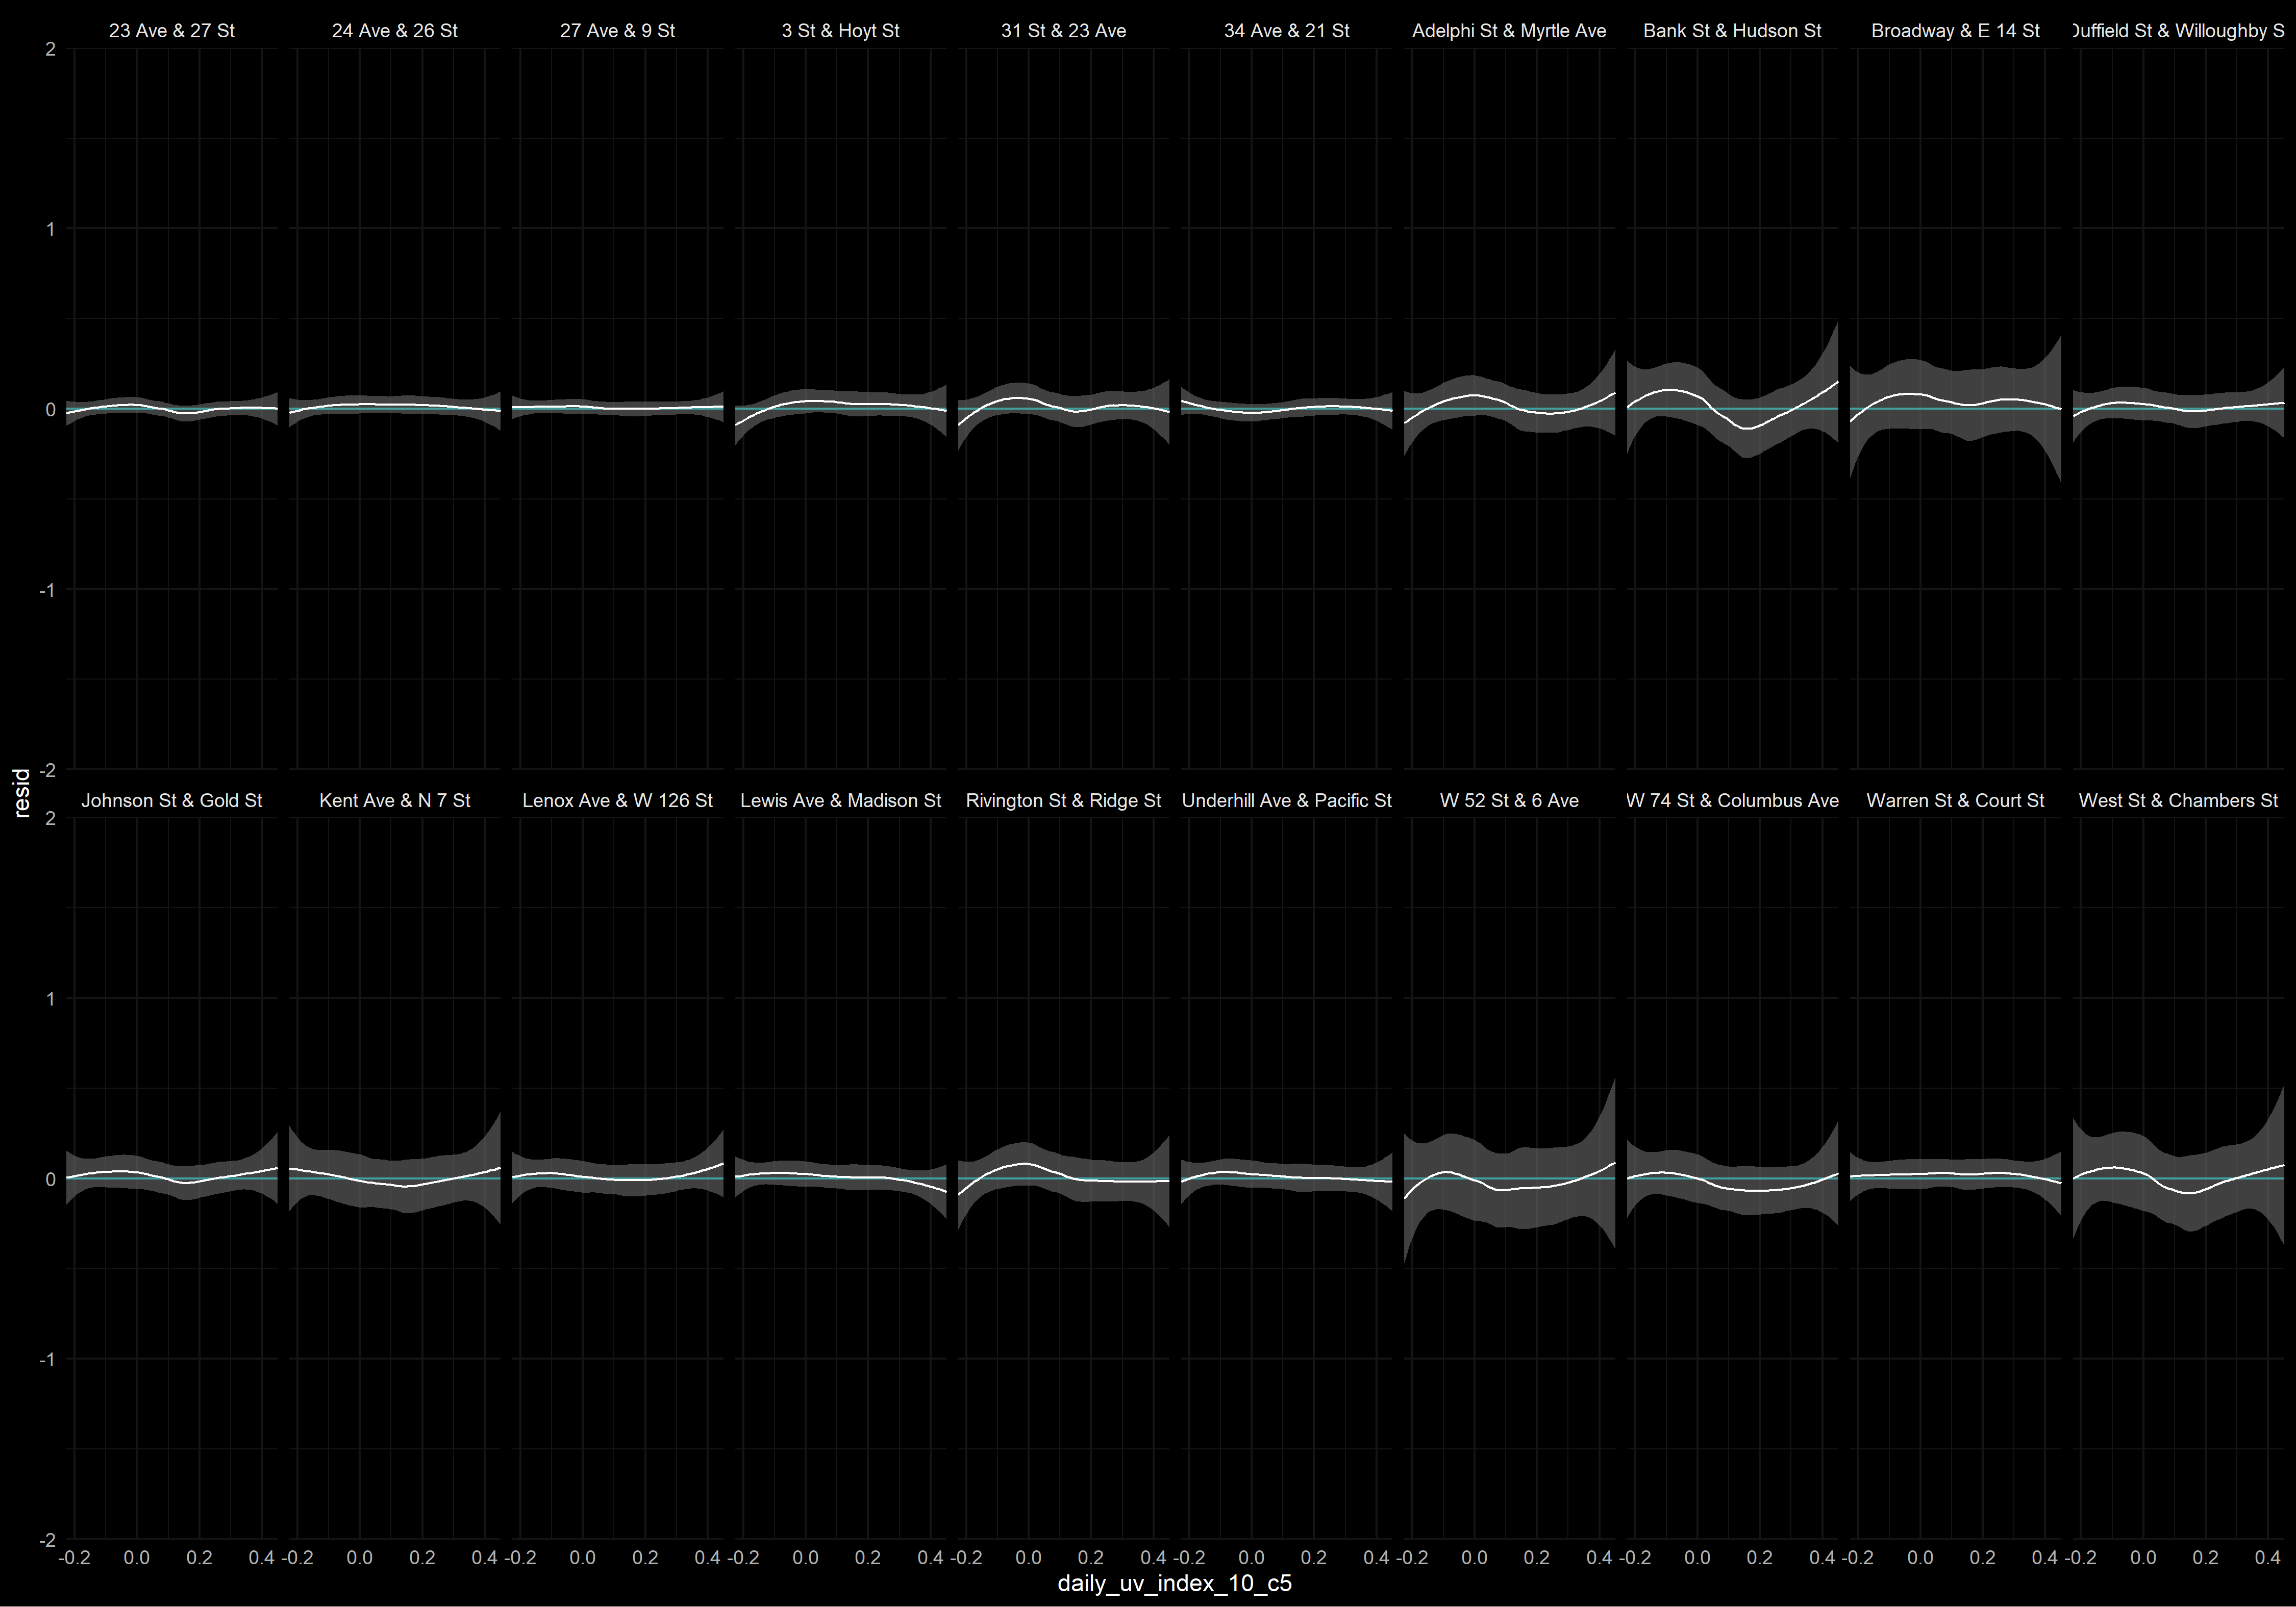 23 Ave & 27 St 24 Ave & 26 St 27 Ave & 9 St 3 St & Hoyt St 31 St & 23 Ave 34 Ave & 21 St Adelphi St & Myrtle Ave Bank St & Hudson St Broadway & E 14 St Duffield St & Willoughby S
2
1
0
-1
-2
resid
Johnson St & Gold St Kent Ave & N 7 St Lenox Ave & W 126 St Lewis Ave & Madison St Rivington St & Ridge St Underhill Ave & Pacific St W 52 St & 6 Ave W 74 St & Columbus Ave Warren St & Court St West St & Chambers St
2
1
0
-1
-2
-0.2 0.0 0.2 0.4 -0.2 0.0 0.2 0.4 -0.2 0.0 0.2 0.4 -0.2 0.0 0.2 0.4 -0.2 0.0 0.2 0.4 -0.2 0.0 0.2 0.4 -0.2 0.0 0.2 0.4 -0.2 0.0 0.2 0.4 -0.2 0.0 0.2 0.4 -0.2 0.0 0.2 0.4
daily_uv_index_10_c5